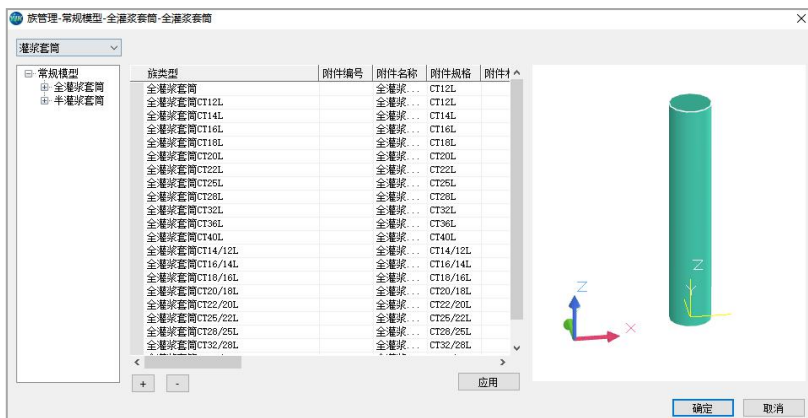 族管理-常规模型-全灌浆套筒-全灌浆套筒
灌浆套筒
常规模型
全灌浆套筒
半灌浆套筒
族类型 附件编号 附件名称 附件规格 附件
全灌浆套筒 全灌浆... CT12L
全灌浆套筒CT12L 全灌浆... CT12L
全灌浆套筒CT14L 全灌浆... CT14L
全灌浆套筒CT16L 全灌浆... CT16L
全灌浆套筒CT18L 全灌浆... CT18L
全灌浆套筒CT20L 全灌浆... CT20L
全灌浆套筒CT22L 全灌浆... CT22L
全灌浆套筒CT25L 全灌浆... CT25L
全灌浆套筒CT28L 全灌浆... CT28L
全灌浆套筒CT32L 全灌浆... CT32L
全灌浆套筒CT36L 全灌浆... CT36L
全灌浆套筒CT40L 全灌浆... CT40L
全灌浆套筒CT14/12L 全灌浆... CT14/12L
全灌浆套筒CT16/14L 全灌浆... CT16/14L
全灌浆套筒CT18/16L 全灌浆... CT18/16L
全灌浆套筒CT20/18L 全灌浆... CT20/18L
全灌浆套筒CT22/20L 全灌浆... CT22/20L
全灌浆套筒CT25/22L 全灌浆... CT25/22L
全灌浆套筒CT28/25L 全灌浆... CT28/25L
全灌浆套筒CT32/28L 全灌浆... CT32/28L
+ - 应用
Z
Y
Z
X
确定 取消